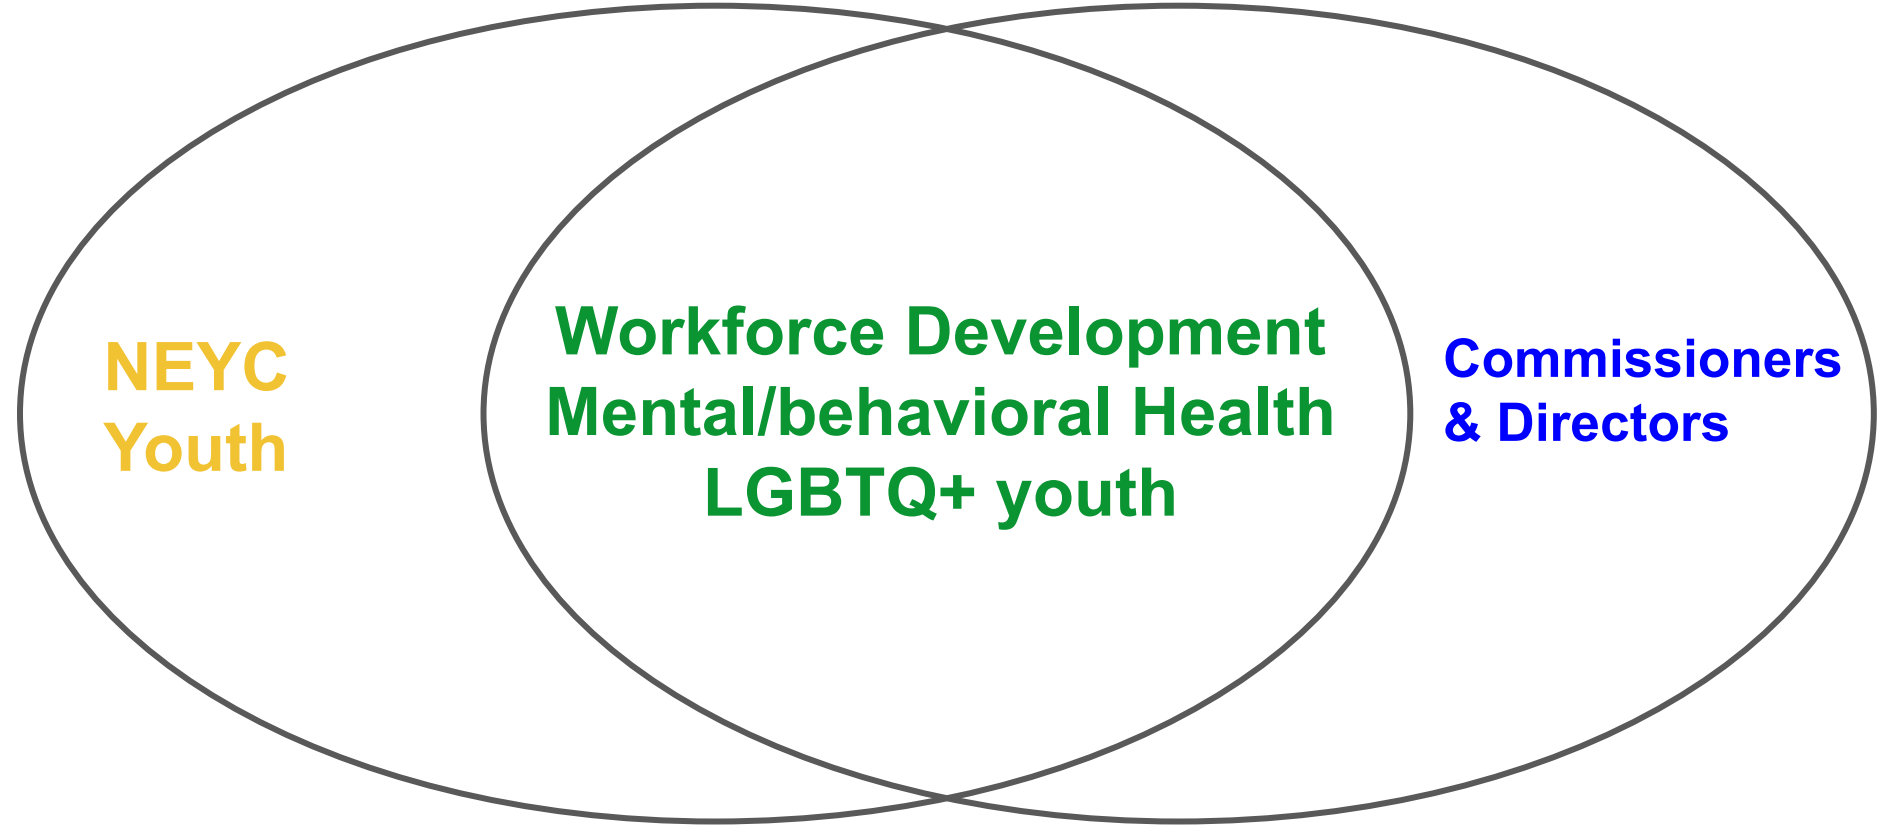 NEYC
Youth
Workforce Development
Mental/behavioral Health
LGBTQ+ youth
Commissioners
& Directors